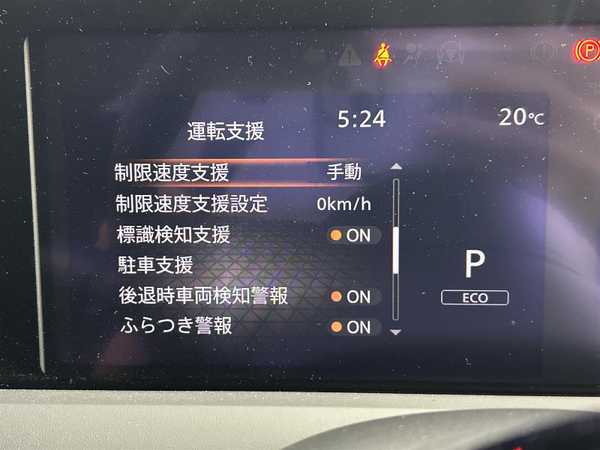 5:24
20℃
運転支援
制限速度支援 手動
制限速度支援設定 0km/h
標識検知支援 ON
駐車支援
後退時車両検知警報 ON
ふらつき警報 ON
P
ECO
P